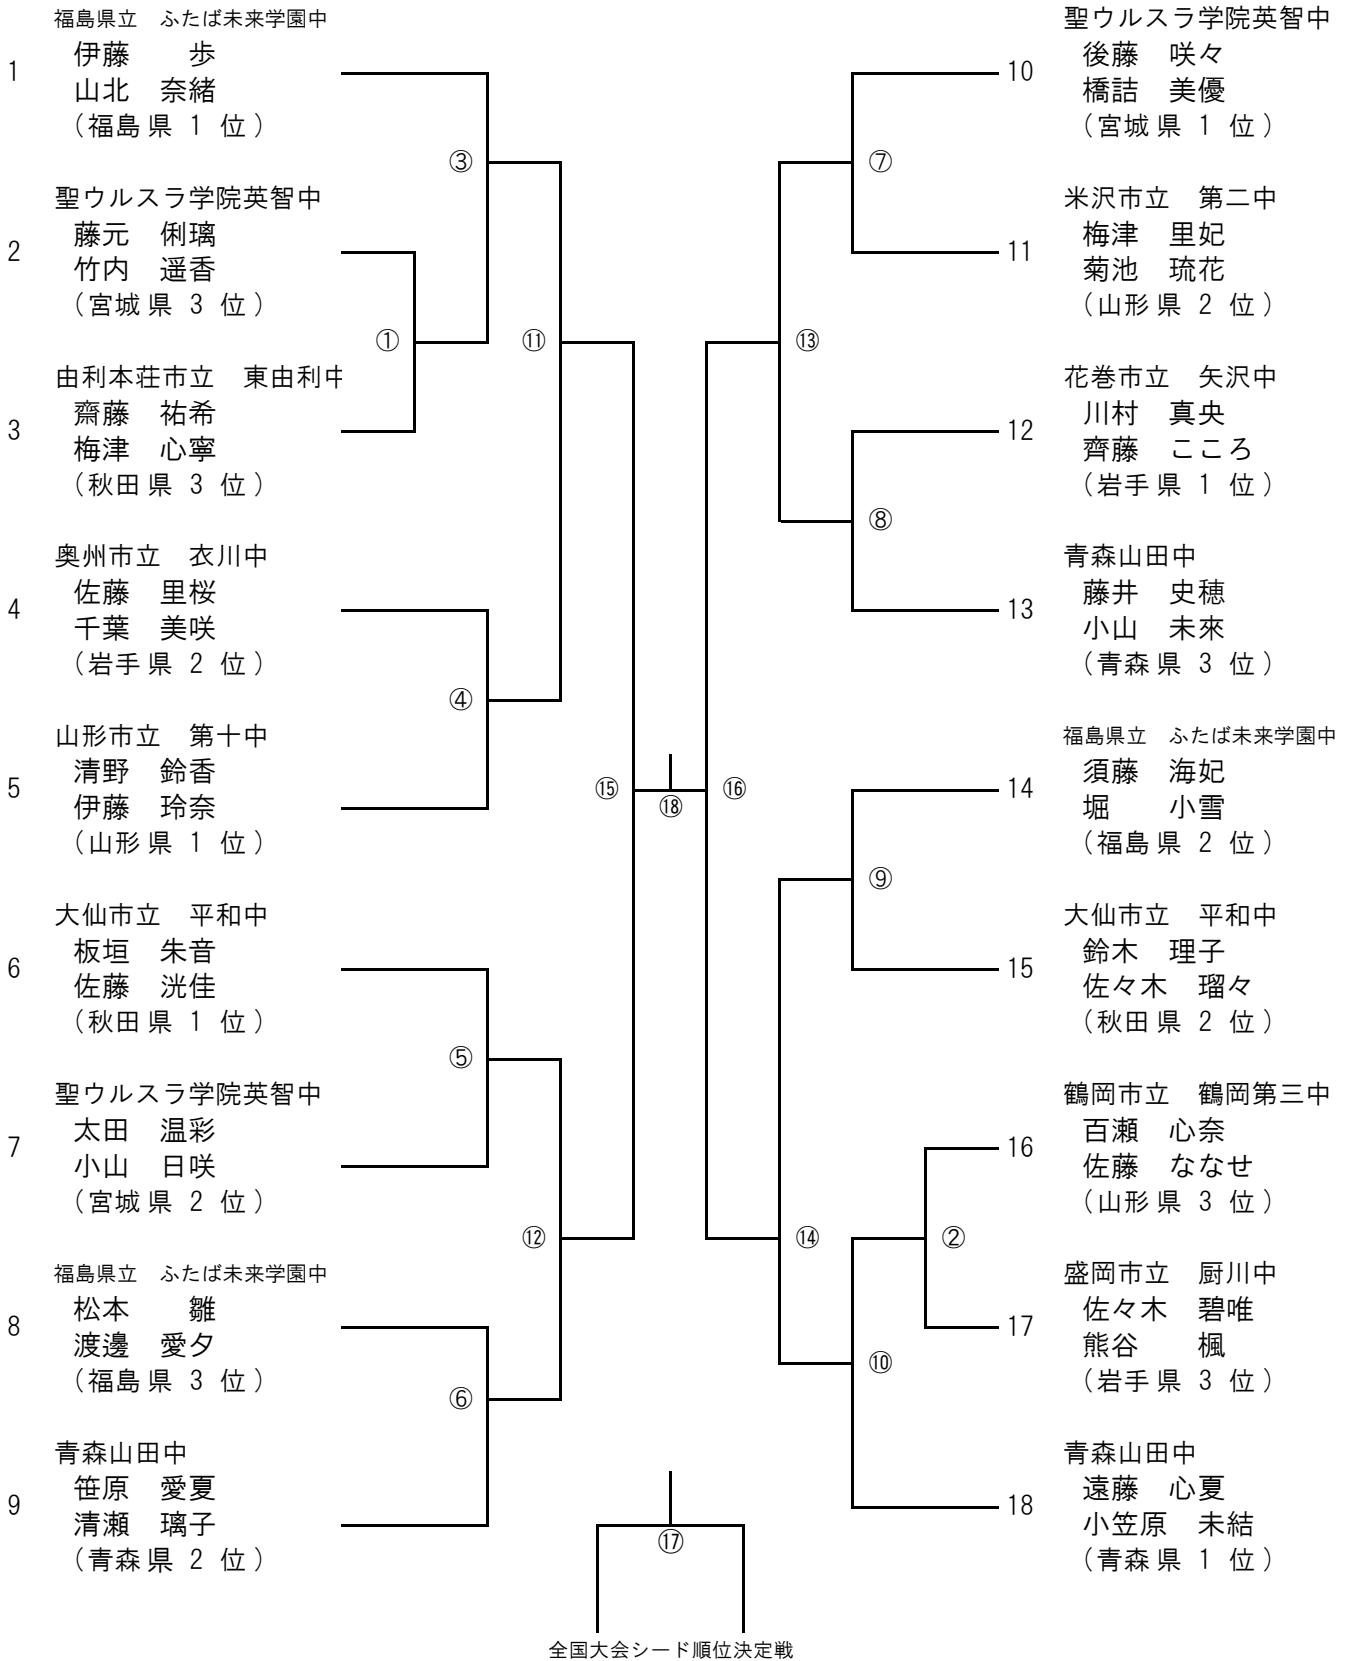 福島県立　ふたば未来学園中
1
伊藤　　歩
山北　奈緒
（福島県 1 位）
聖ウルスラ学院英智中
2
藤元　俐璃
竹内　遥香
（宮城県 3 位）
由利本荘市立　東由利中
3
齋藤　祐希
梅津　心寧
（秋田県 3 位）
奥州市立　衣川中
4
佐藤　里桜
千葉　美咲
（岩手県 2 位）
山形市立　第十中
5
清野　鈴香
伊藤　玲奈
（山形県 1 位）
大仙市立　平和中
6
板垣　朱音
佐藤　洸佳
（秋田県 1 位）
聖ウルスラ学院英智中
7
太田　温彩
小山　日咲
（宮城県 2 位）
福島県立　ふたば未来学園中
8
松本　　雛
渡邊　愛夕
（福島県 3 位）
青森山田中
9
笹原　愛夏
清瀬　璃子
（青森県 2 位）
③
①
⑪
④
⑮
⑤
⑫
⑥
⑱
⑰
全国大会シード順位決定戦
⑯
⑦
⑬
⑧
⑨
⑭
②
⑩
聖ウルスラ学院英智中
10
後藤　咲々
橋詰　美優
（宮城県 1 位）
米沢市立　第二中
11
梅津　里妃
菊池　琉花
（山形県 2 位）
花巻市立　矢沢中
12
川村　真央
齊藤　こころ
（岩手県 1 位）
青森山田中
13
藤井　史穂
小山　未來
（青森県 3 位）
福島県立　ふたば未来学園中
14
須藤　海妃
堀　　小雪
（福島県 2 位）
大仙市立　平和中
15
鈴木　理子
佐々木　瑠々
（秋田県 2 位）
鶴岡市立　鶴岡第三中
16
百瀬　心奈
佐藤　ななせ
（山形県 3 位）
盛岡市立　厨川中
17
佐々木　碧唯
熊谷　　楓
（岩手県 3 位）
青森山田中
18
遠藤　心夏
小笠原　未結
（青森県 1 位）